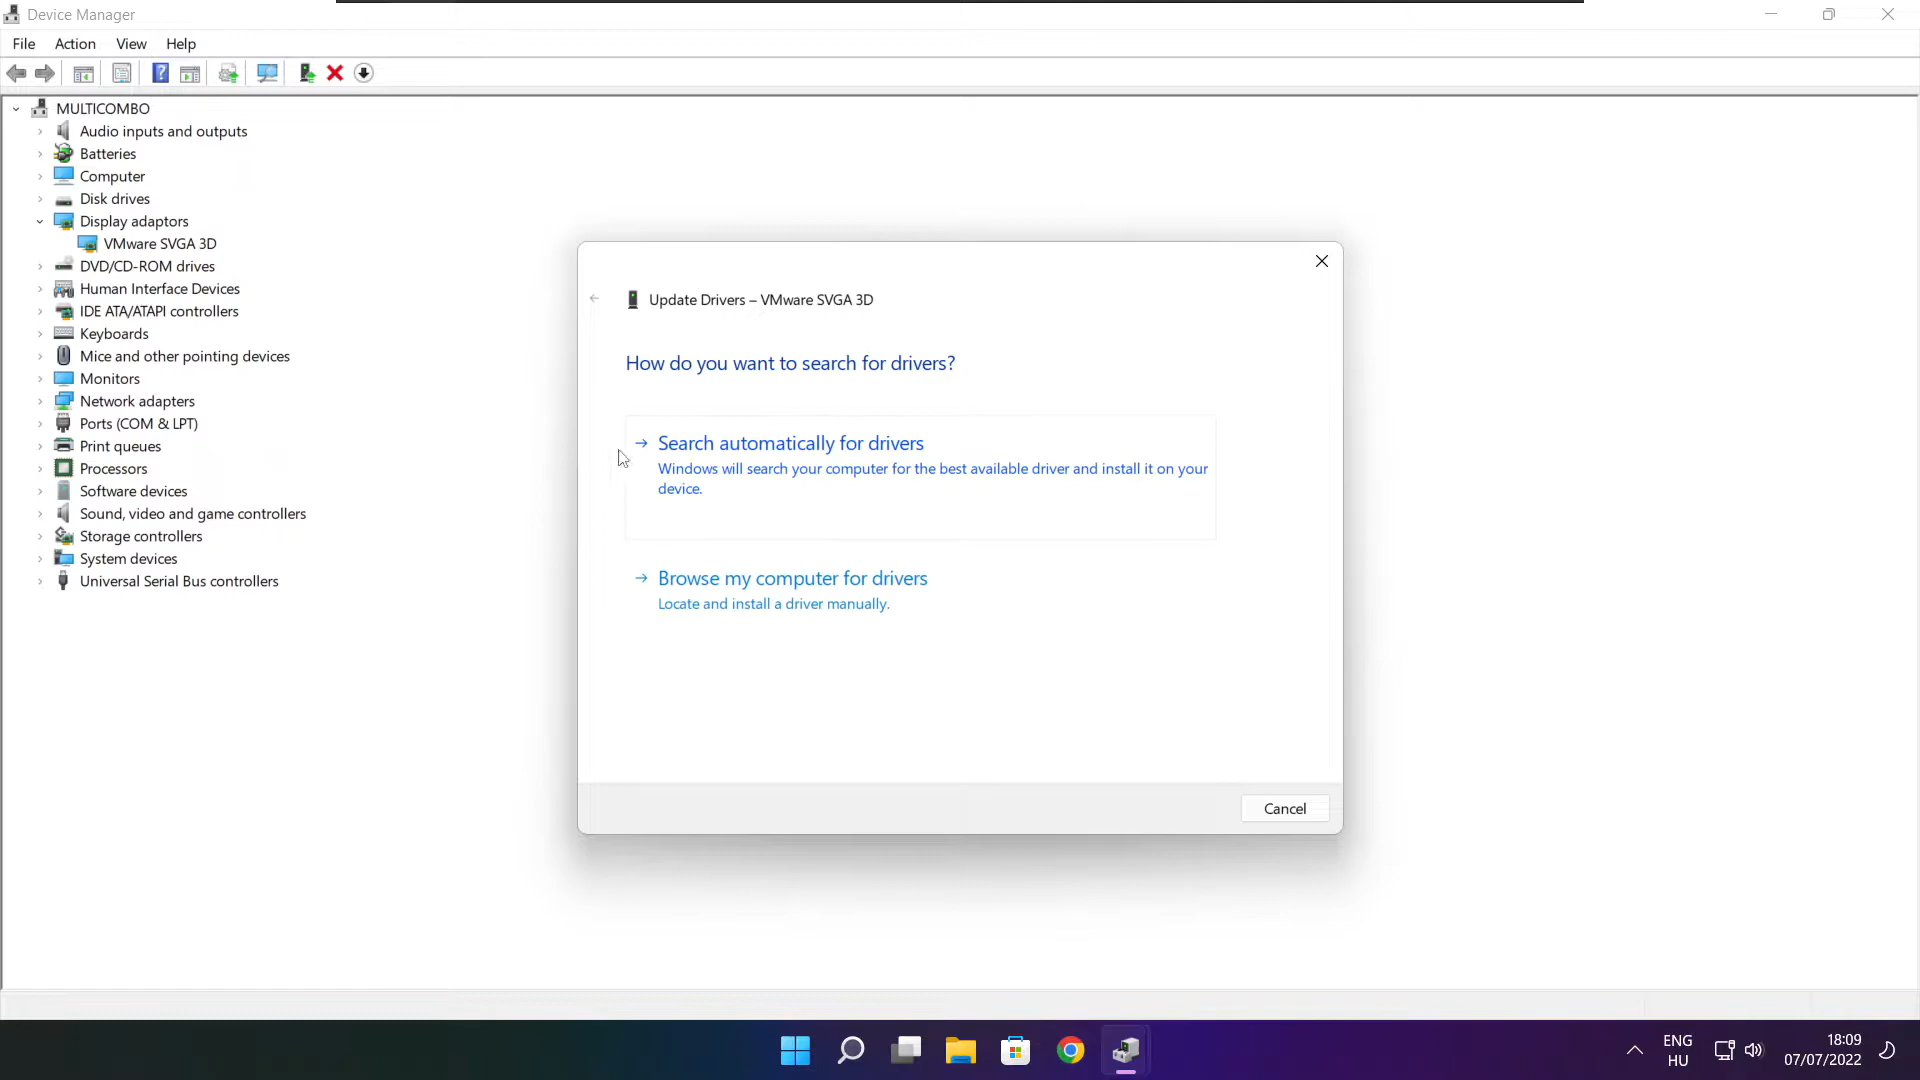 Device Manager
File Action View Help
MULTICOMBO
Audio inputs and outputs
Batteries
Computer
Disk drives
Display adaptors
VMware SVGA 3D
DVD/CD-ROM drives
Human Interface Devices
IDE ATA/ATAPI controllers
Keyboards
Mice and other pointing devices
Monitors
Network adapters
Ports (COM & LPT)
Print queues
Processors
Software devices
Sound, video and game controllers
Storage controllers
System devices
Universal Serial Bus controllers
Update Drivers – VMware SVGA 3D
How do you want to search for drivers?
Search automatically for drivers
Windows will search your computer for the best available driver and install it on your
device.
Browse my computer for drivers
Locate and install a driver manually.
Cancel
ENG
HU
18:09
07/07/2022